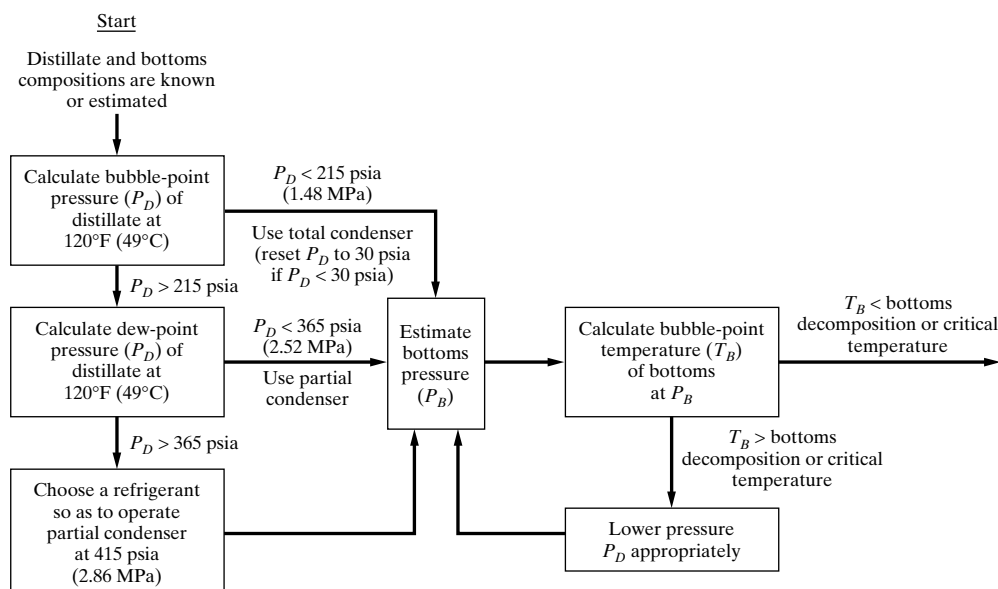 Start
Distillate and bottoms
compositions are known
or estimated
Calculate bubble-point
pressure (P_D) of
distillate at
120°F (49°C)
P_D < 215 psia
(1.48 MPa)
Use total condenser
(reset P_D to 30 psia
if P_D < 30 psia)
P_D > 215 psia
Calculate dew-point
pressure (P_D) of
distillate at
120°F (49°C)
P_D < 365 psia
(2.52 MPa)
Use partial
condenser
Estimate
bottoms
pressure
(P_B)
Calculate bubble-point
temperature (T_B)
of bottoms
at P_B
T_B < bottoms
decomposition or critical
temperature
P_D > 365 psia
T_B > bottoms
decomposition or critical
temperature
Choose a refrigerant
so as to operate
partial condenser
at 415 psia
(2.86 MPa)
Lower pressure
P_D appropriately